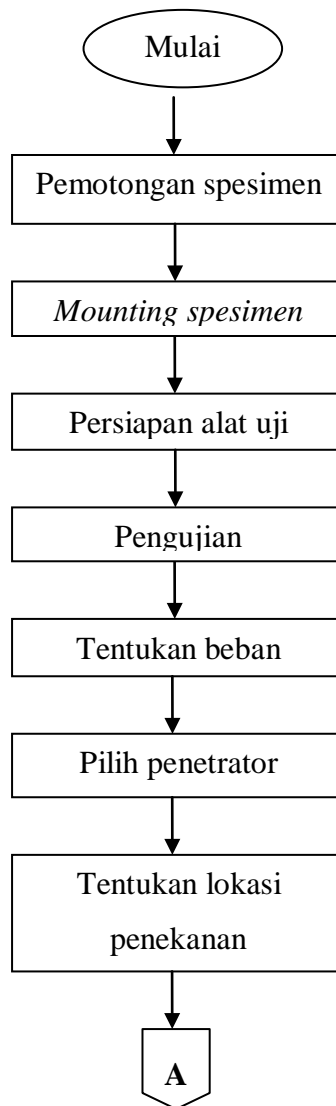 Mulai
Pemotongan spesimen
Mounting spesimen
Persiapan alat uji
Pengujian
Tentukan beban
Pilih penetrator
Tentukan lokasi
penekanan
A